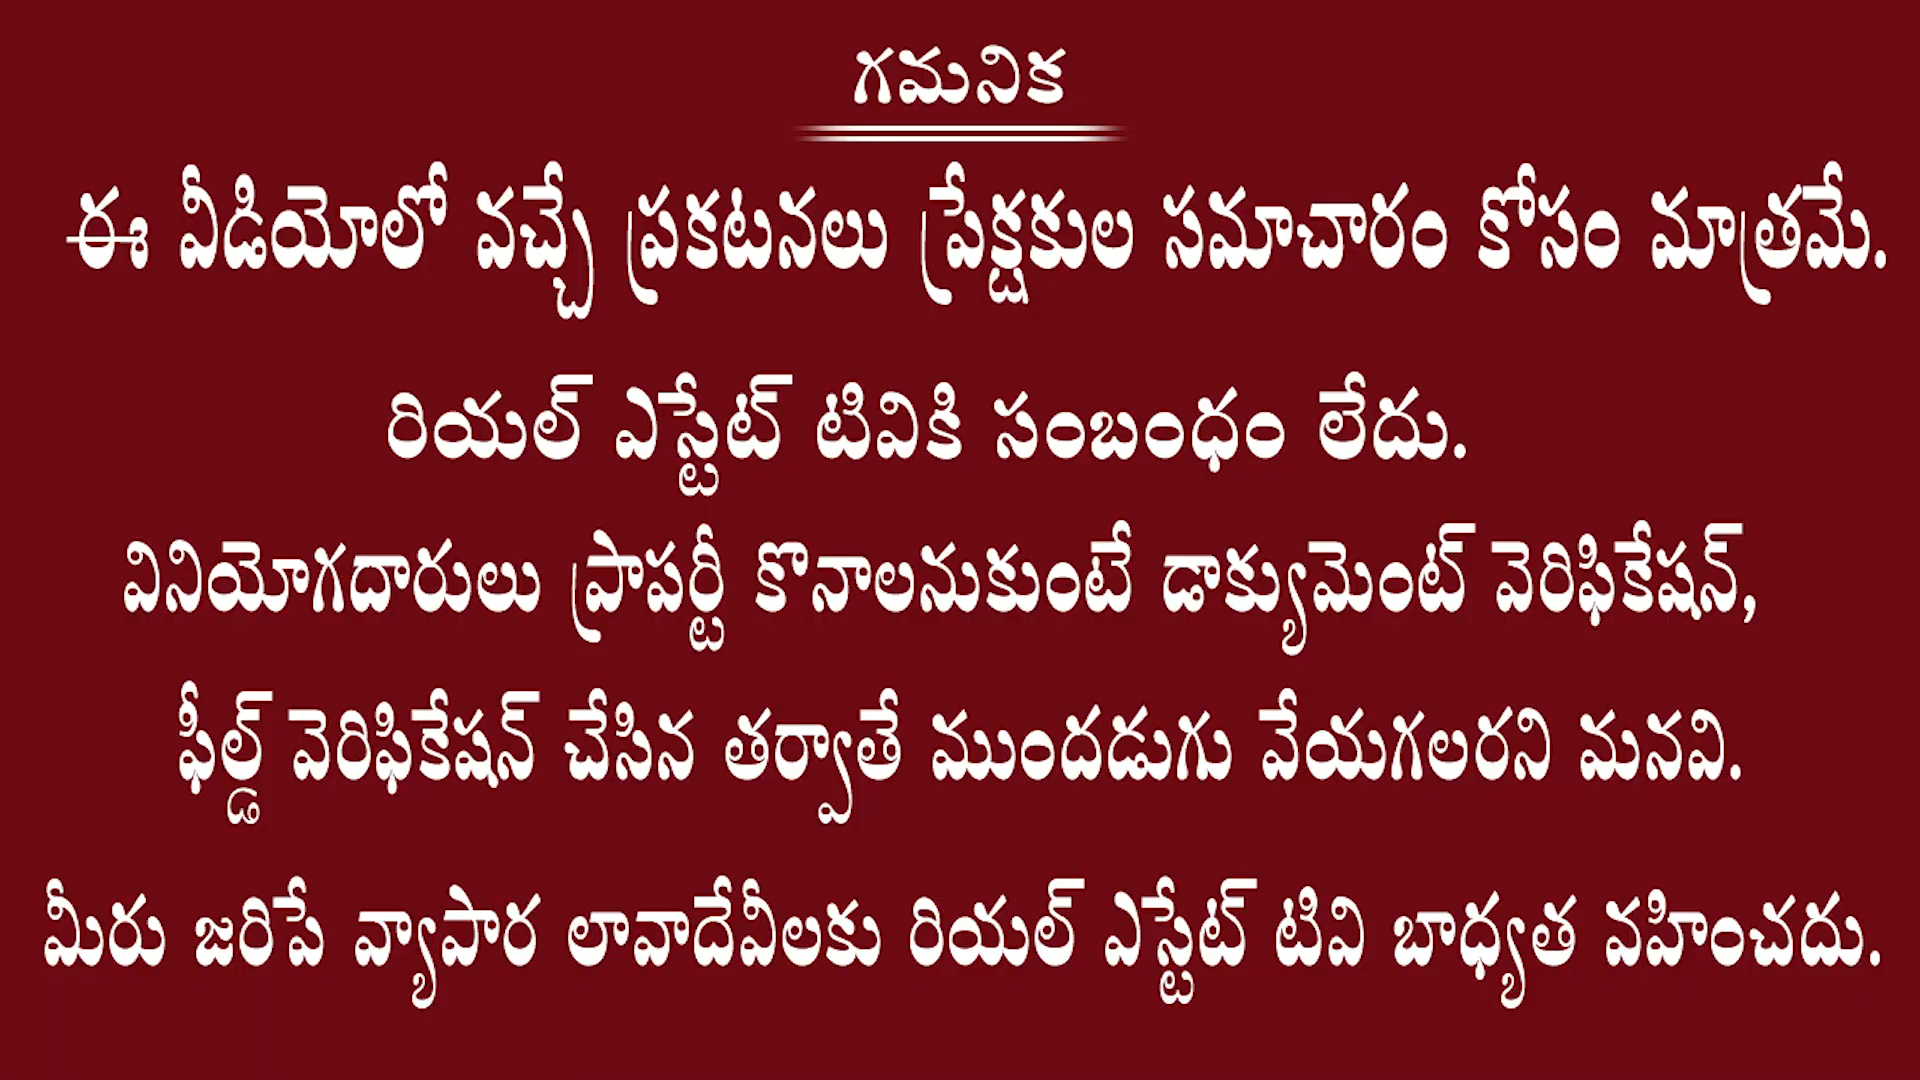 గమనిక
ఈ వీడియోలో వచ్చే ప్రకటనలు ప్రేక్షకుల సమాచారం కోసం మాత్రమే.
రియల్ ఎస్టేట్ టివికి సంబంధం లేదు.
వినియోగదారులు ప్రాపర్టీ కొనాలనుకుంటే డాక్యుమెంట్ వెరిఫికేషన్,
ఫీల్డ్ వెరిఫికేషన్ చేసిన తర్వాతే ముందడుగు వేయగలరని మనవి.
మీరు జరిపే వ్యాపార లావాదేవీలకు రియల్ ఎస్టేట్ టివి బాధ్యత వహించదు.